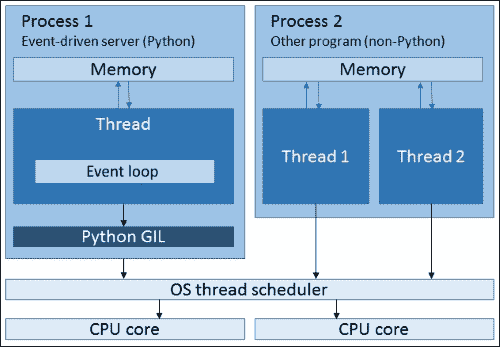 Process 1
Event-driven server (Python)
Memory
Thread
Event loop
Python GIL
Process 2
Other program (non-Python)
Memory
Thread 1
Thread 2
OS thread scheduler
CPU core
CPU core